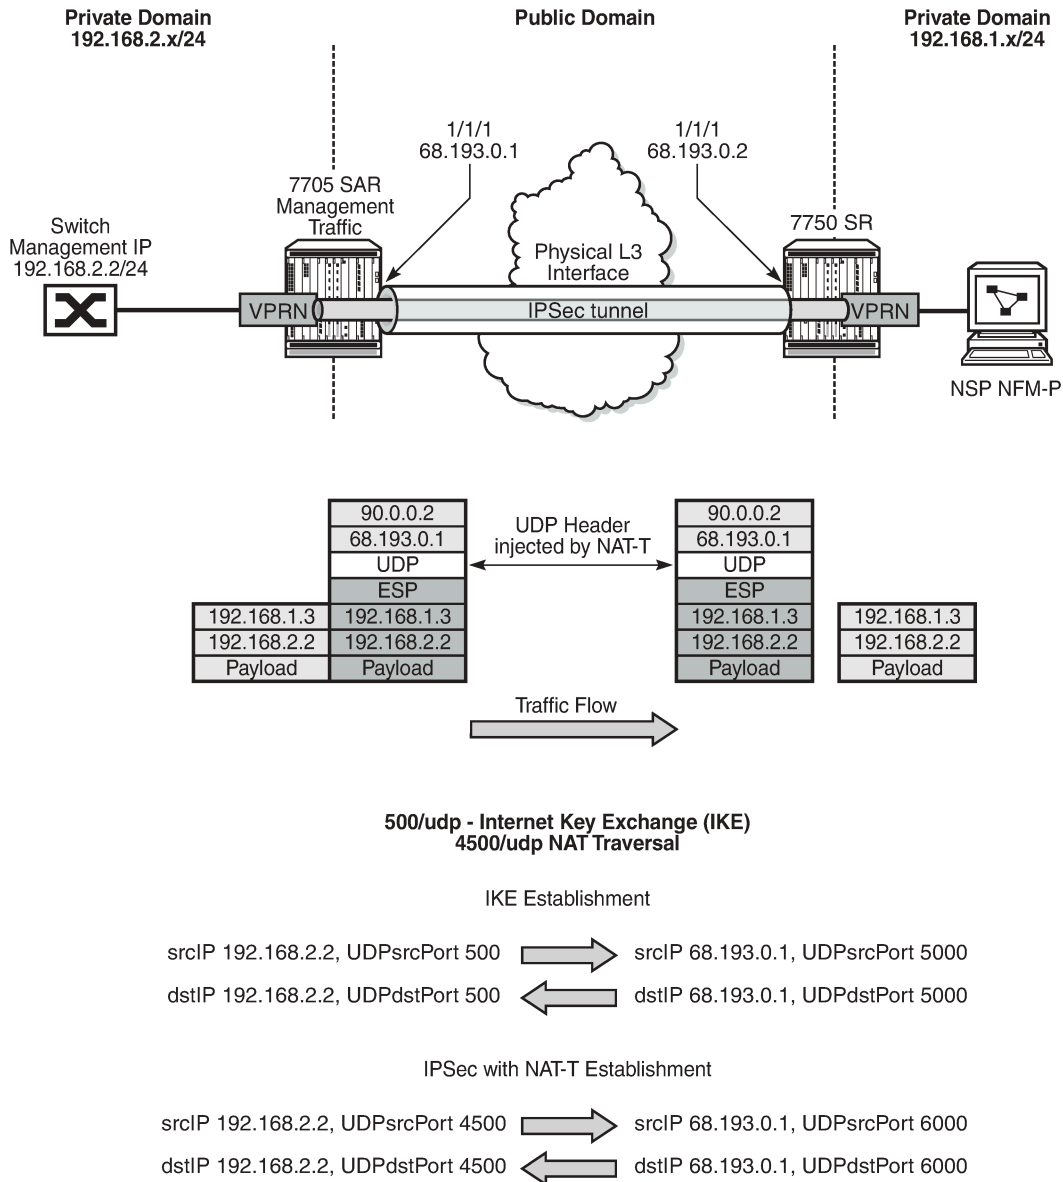 Private Domain
192.168.2.x/24
Public Domain
Private Domain
192.168.1.x/24
1/1/1
68.193.0.1
1/1/1
68.193.0.2
7705 SAR
Management
Traffic
7750 SR
Switch
Management IP
192.168.2.2/24
Physical L3
Interface
VPRN
IPSec tunnel
VPRN
NSP NFM-P
90.0.0.2
68.193.0.1
UDP
ESP
192.168.1.3
192.168.2.2
Payload
192.168.1.3
192.168.2.2
Payload
UDP Header
injected by NAT-T
90.0.0.2
68.193.0.1
UDP
ESP
192.168.1.3
192.168.2.2
Payload
192.168.1.3
192.168.2.2
Payload
Traffic Flow
500/udp - Internet Key Exchange (IKE)
4500/udp NAT Traversal
IKE Establishment
srcIP 192.168.2.2, UDPsrcPort 500
srcIP 68.193.0.1, UDPsrcPort 5000
dstIP 192.168.2.2, UDPdstPort 500
dstIP 68.193.0.1, UDPdstPort 5000
IPSec with NAT-T Establishment
srcIP 192.168.2.2, UDPsrcPort 4500
srcIP 68.193.0.1, UDPsrcPort 6000
dstIP 192.168.2.2, UDPdstPort 4500
dstIP 68.193.0.1, UDPdstPort 6000